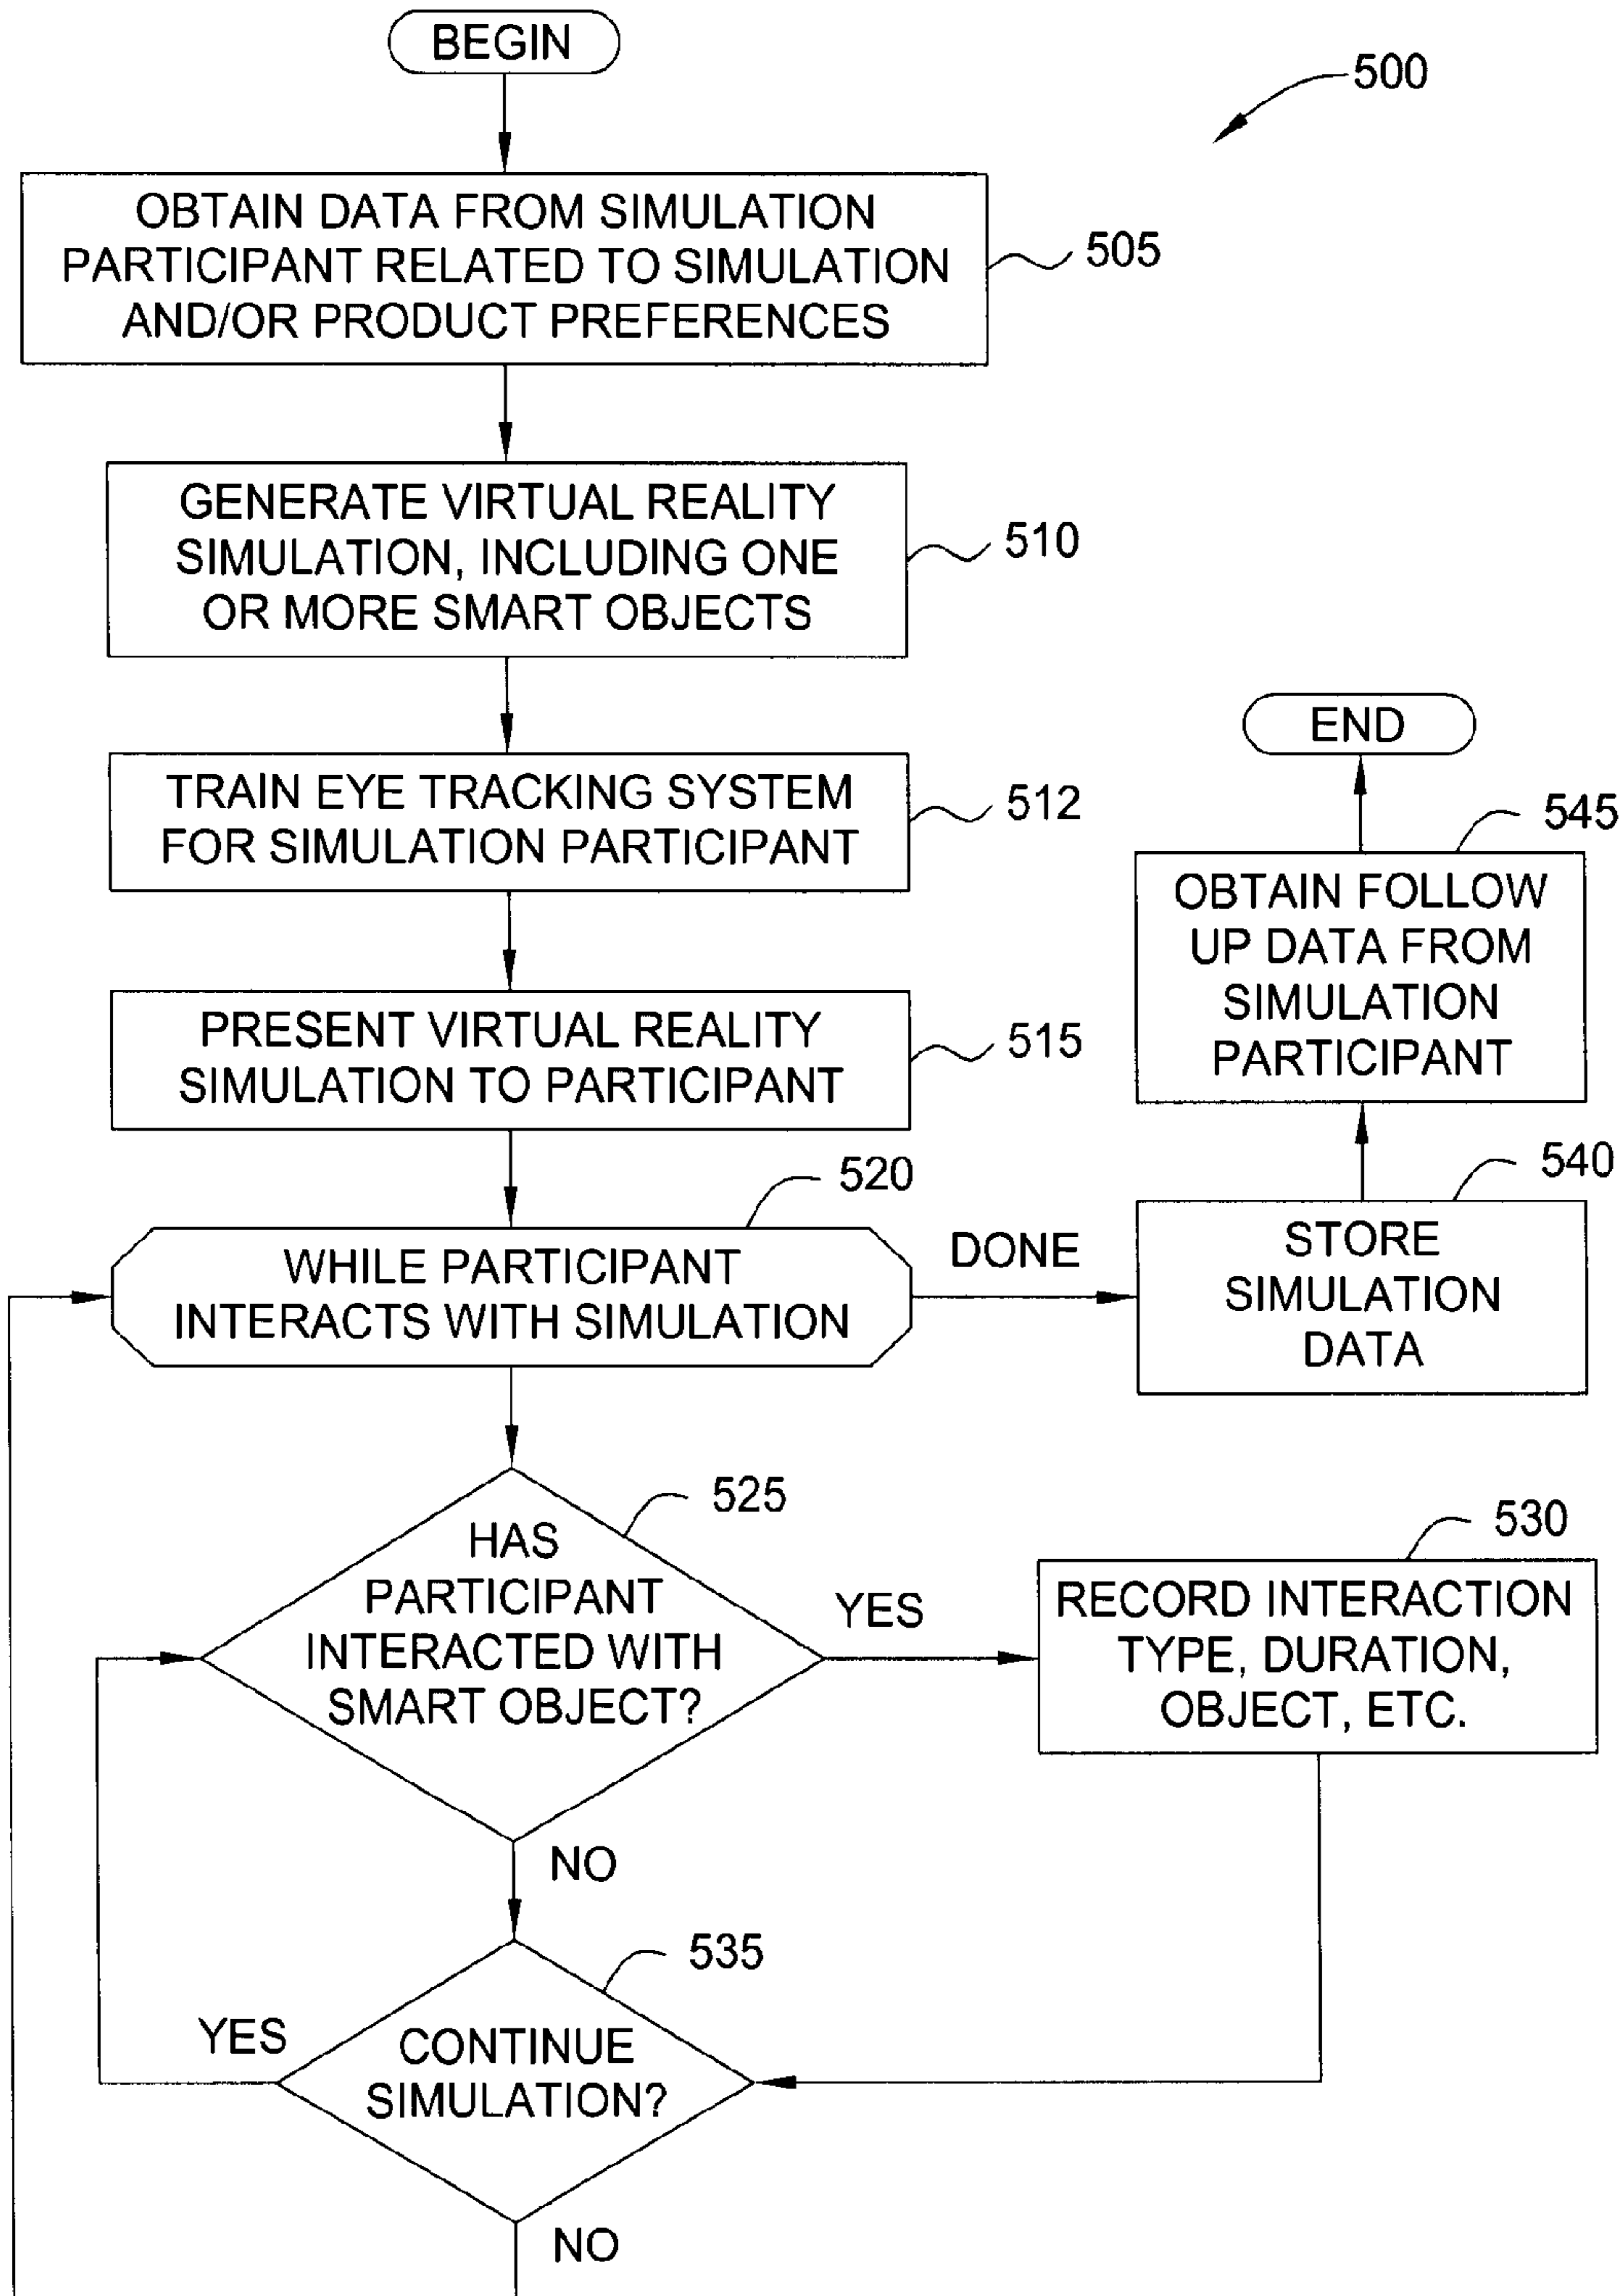 BEGIN
500
OBTAIN DATA FROM SIMULATION
PARTICIPANT RELATED TO SIMULATION
AND/OR PRODUCT PREFERENCES
505
GENERATE VIRTUAL REALITY
SIMULATION, INCLUDING ONE
OR MORE SMART OBJECTS
510
TRAIN EYE TRACKING SYSTEM
FOR SIMULATION PARTICIPANT
512
PRESENT VIRTUAL REALITY
SIMULATION TO PARTICIPANT
515
WHILE PARTICIPANT
INTERACTS WITH SIMULATION
520
DONE
STORE
SIMULATION
DATA
540
OBTAIN FOLLOW
UP DATA FROM
SIMULATION
PARTICIPANT
545
END
HAS
PARTICIPANT
INTERACTED WITH
SMART OBJECT?
525
YES
RECORD INTERACTION
TYPE, DURATION,
OBJECT, ETC.
530
NO
CONTINUE
SIMULATION?
535
YES
NO